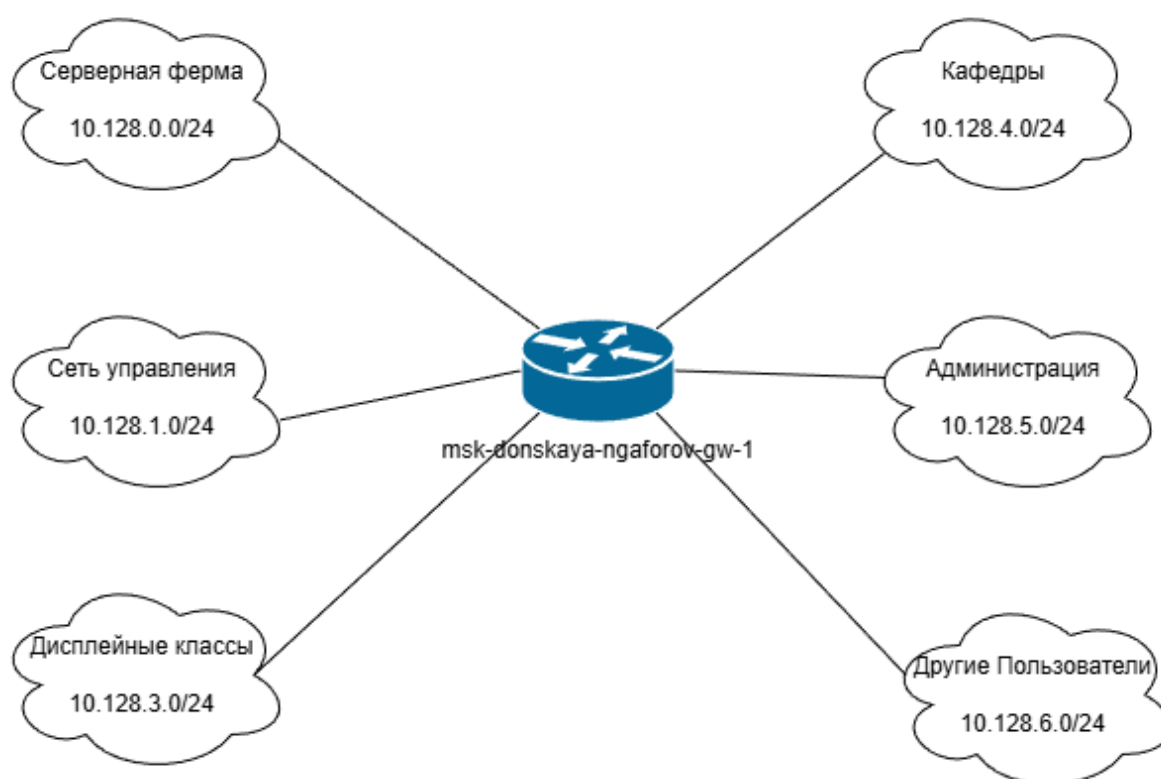 Серверная ферма
10.128.0.0/24
Кафедры
10.128.4.0/24
Сеть управления
10.128.1.0/24
Администрация
10.128.5.0/24
msk-donskaya-ngaforov-gw-1
Дисплейные классы
10.128.3.0/24
Другие Пользователи
10.128.6.0/24